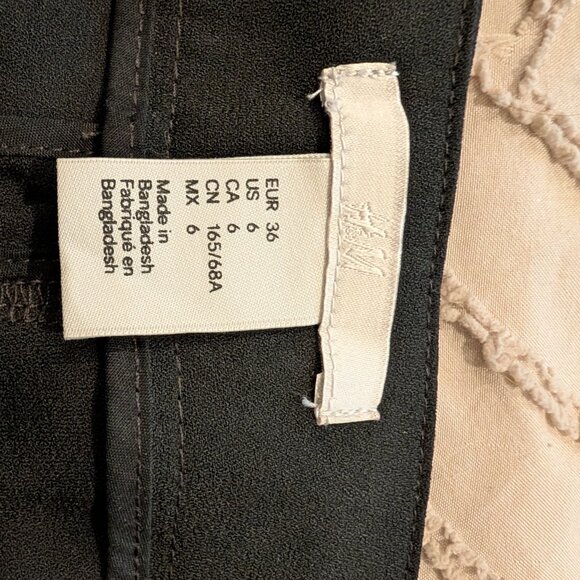 H&M
EUR 36
US 6
CA 6
CN 165/68A
MX 6
Made in
Bangladesh
Fabriqué en
Bangladesh